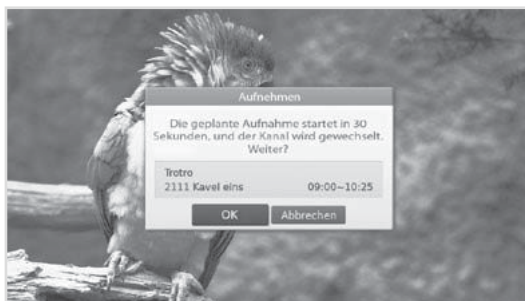 Aufnehmen
Die geplante Aufnahme startet in 30
Sekunden, und der Kanal wird gewechselt.
Weiter?
Trotro
2111 Kavel eins 09:00~10:25
OK Abbrechen